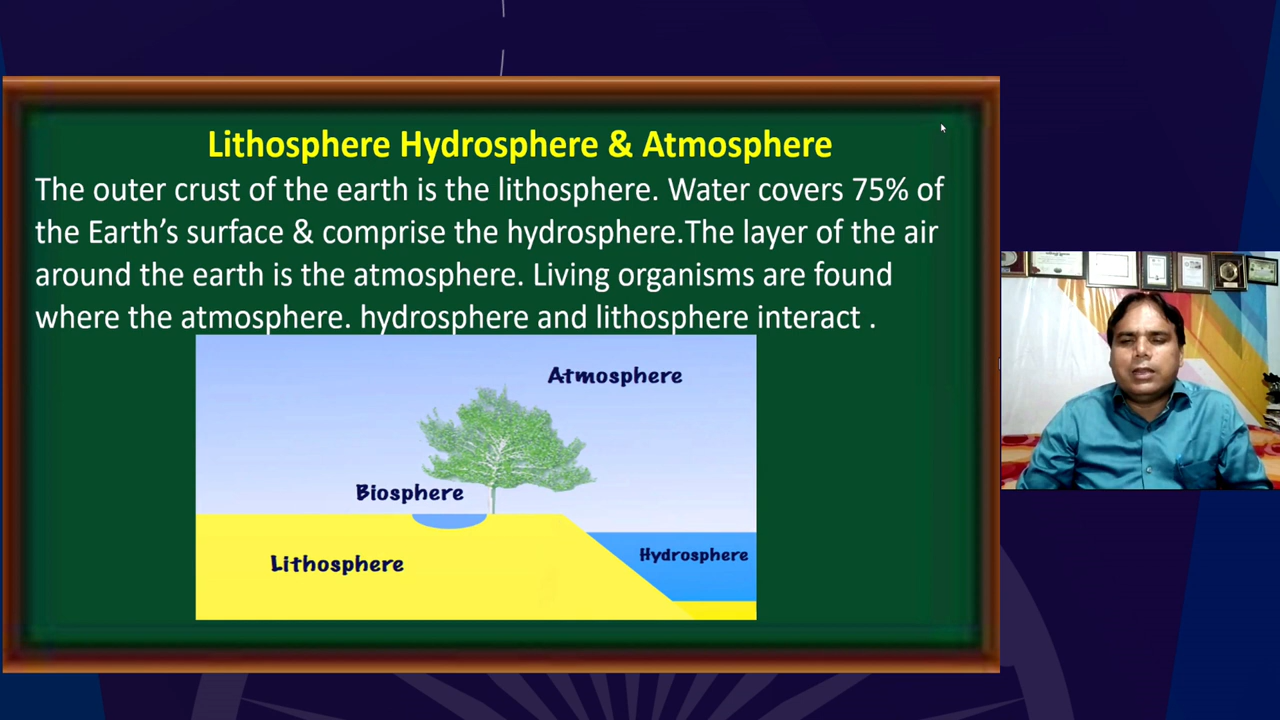 Lithosphere Hydrosphere & Atmosphere
The outer crust of the earth is the lithosphere. Water covers 75% of
the Earth’s surface & comprise the hydrosphere.The layer of the air
around the earth is the atmosphere. Living organisms are found
where the atmosphere. hydrosphere and lithosphere interact .
Atmosphere
Biosphere
Hydrosphere
Lithosphere